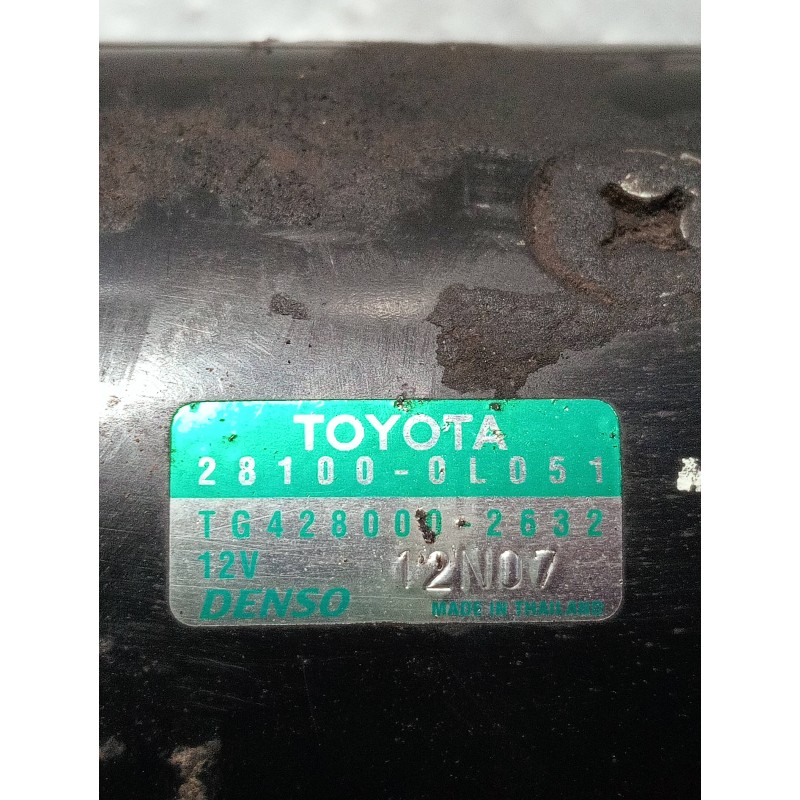 TOYOTA
28100-0L051
TG428000-2632
12V 12N07
DENSO MADE IN THAILAND